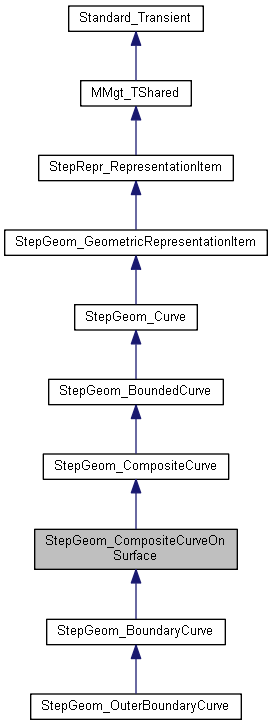 Standard_Transient
MMgt_TShared
StepRepr_RepresentationItem
StepGeom_GeometricRepresentationItem
StepGeom_Curve
StepGeom_BoundedCurve
StepGeom_CompositeCurve
StepGeom_CompositeCurveOn
Surface
StepGeom_BoundaryCurve
StepGeom_OuterBoundaryCurve